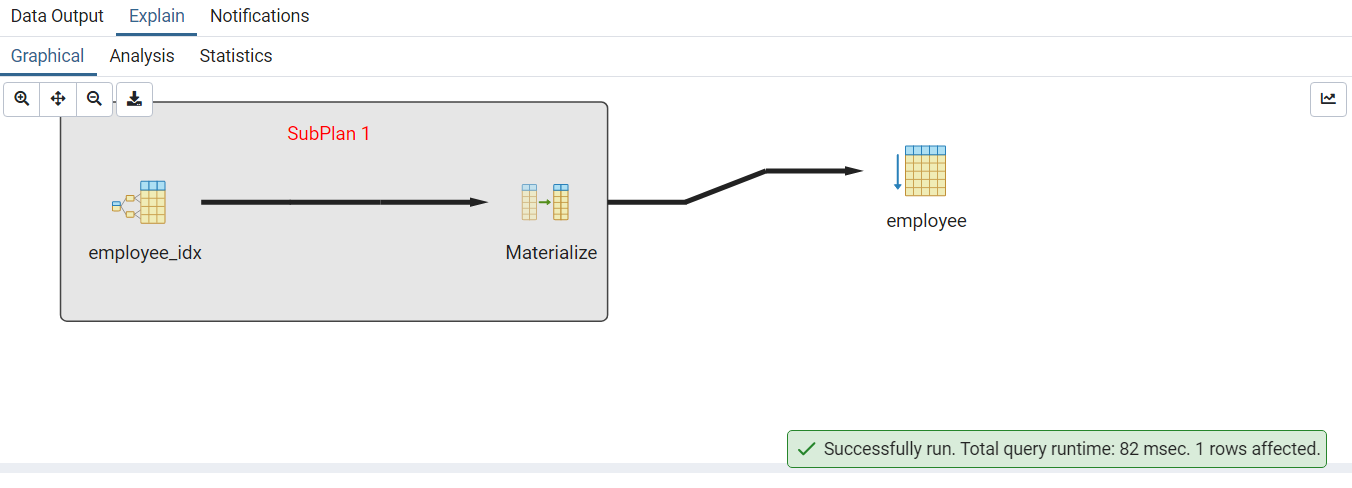 Data Output Explain Notifications
Graphical Analysis Statistics
SubPlan 1
employee_idx
Materialize
employee
Successfully run. Total query runtime: 82 msec. 1 rows affected.